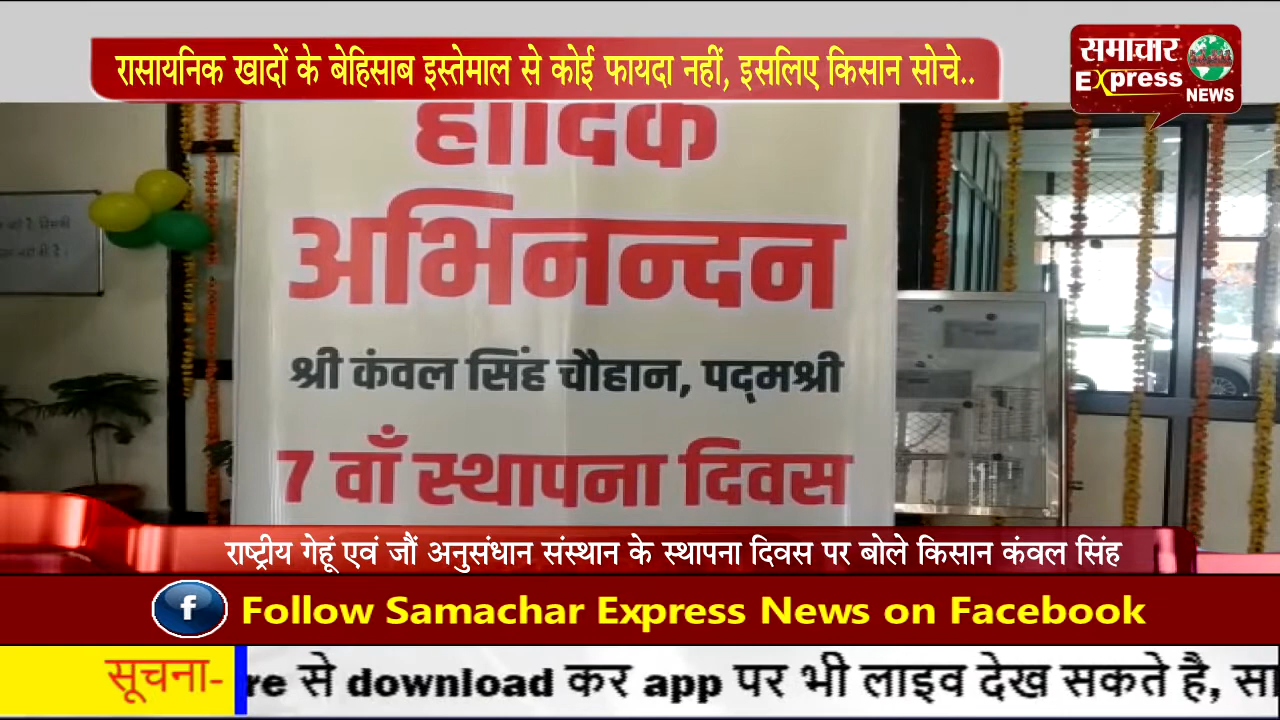 रासायनिक खादों के बेहिसाब इस्तेमाल से कोई फायदा नहीं, इसलिए किसान सोचे..
समाचार
Express
NEWS
हार्दिक
अभिनन्दन
श्री कंवल सिंह चौहान, पद्मश्री
7 वाँ स्थापना दिवस
राष्ट्रीय गेहूं एवं जौं अनुसंधान संस्थान के स्थापना दिवस पर बोले किसान कंवल सिंह
f Follow Samachar Express News on Facebook
सूचना- re से download कर app पर भी लाइव देख सकते है, सा